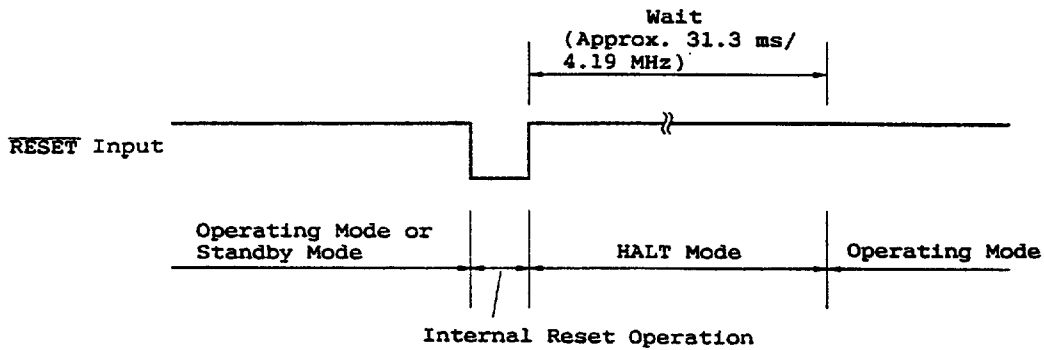 Wait
(Approx. 31.3 ms/
4.19 MHz)
RESET Input
Operating Mode or
Standby Mode
HALT Mode
Operating Mode
Internal Reset Operation